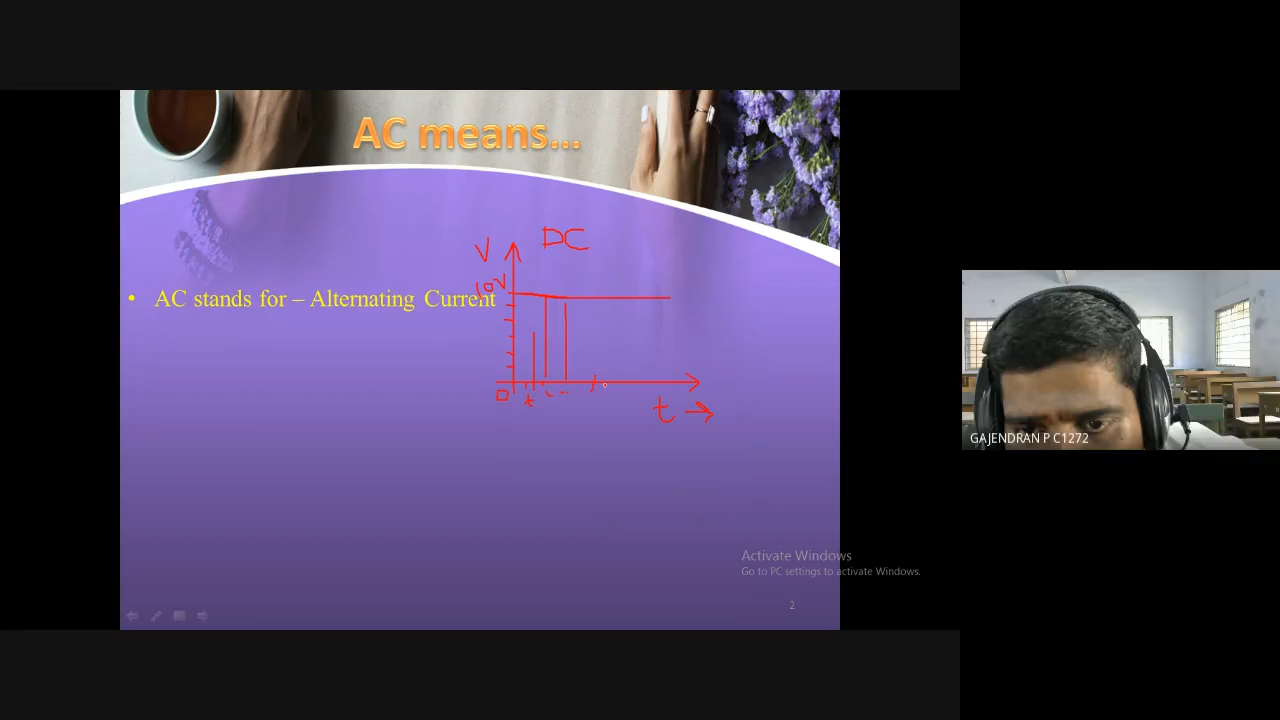 AC means...
DC
V
10V
• AC stands for – Alternating Current
0
t
t
GAJENDRAN P C1272
Activate Windows
Go to PC settings to activate Windows.
2